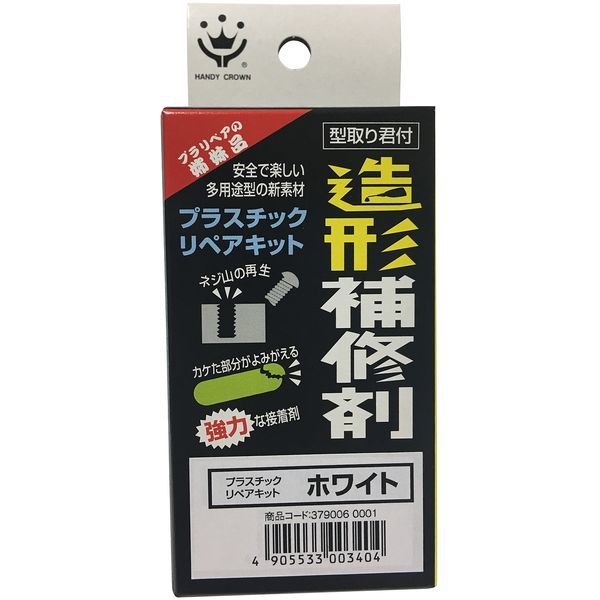 HANDY CROWN
®
プラリペアの
姉妹品
型取り君付
安全で楽しい
多用途型の新素材
プラスチック
リペアキット
造形補修剤
ネジ山の再生
カケた部分がよみがえる
強力な接着剤
プラスチック
リペアキット
ホワイト
商品コード:379006 0001
4 905533 003404